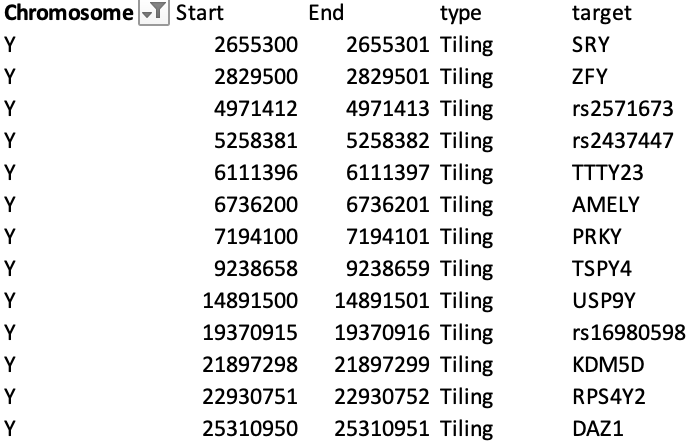 Chromosome Start End type target
Y 2655300 2655301 Tiling SRY
Y 2829500 2829501 Tiling ZFY
Y 4971412 4971413 Tiling rs2571673
Y 5258381 5258382 Tiling rs2437447
Y 6111396 6111397 Tiling TTTY23
Y 6736200 6736201 Tiling AMELY
Y 7194100 7194101 Tiling PRKY
Y 9238658 9238659 Tiling TSPY4
Y 14891500 14891501 Tiling USP9Y
Y 19370915 19370916 Tiling rs16980598
Y 21897298 21897299 Tiling KDM5D
Y 22930751 22930752 Tiling RPS4Y2
Y 25310950 25310951 Tiling DAZ1